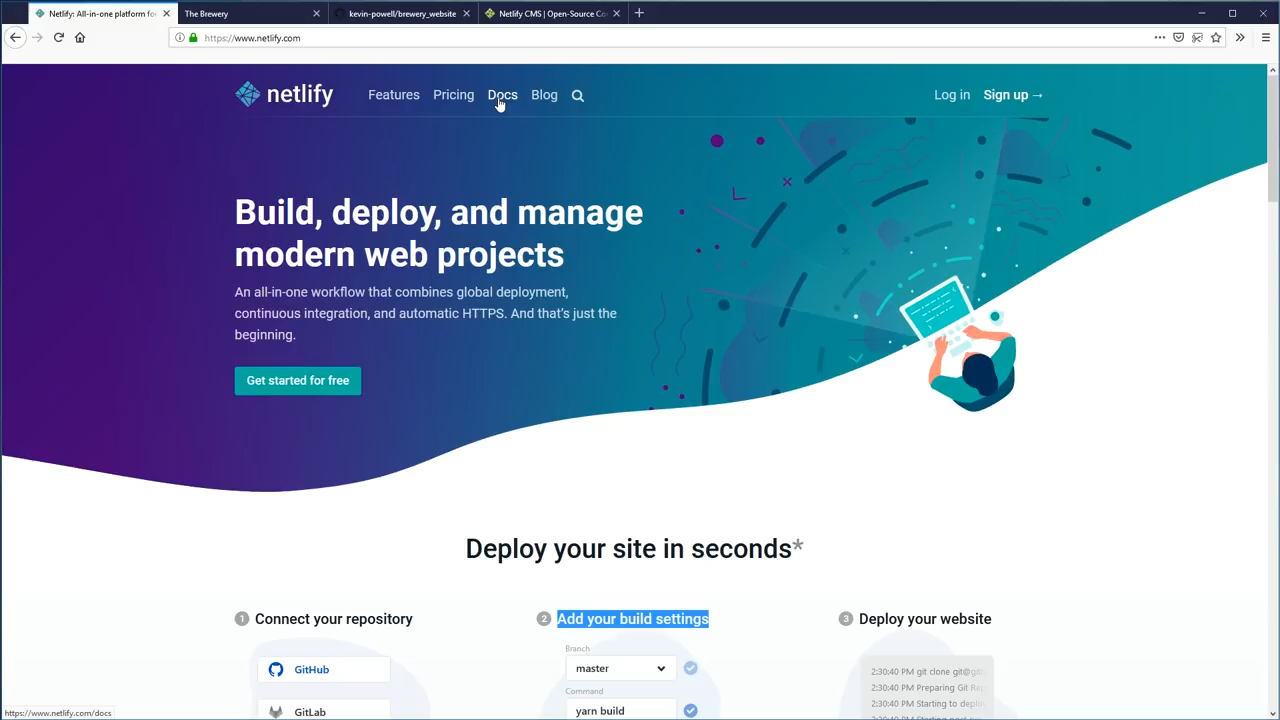 Netlify: All-in-one platform fo
The Brewery
kevin-powell/brewery_website
Netlify CMS | Open-Source Co
https://www.netlify.com
netlify
Features
Pricing
Docs
Blog
Log in
Sign up →
Build, deploy, and manage
modern web projects
An all-in-one workflow that combines global deployment,
continuous integration, and automatic HTTPS. And that's just the
beginning.
Get started for free
Deploy your site in seconds*
1 Connect your repository
GitHub
GitLab
2 Add your build settings
Branch
master
Command
yarn build
3 Deploy your website
2:30:40 PM git clone git@gith
2:30:40 PM Preparing Git Rep
2:30:40 PM Starting to deplo
https://www.netlify.com/docs